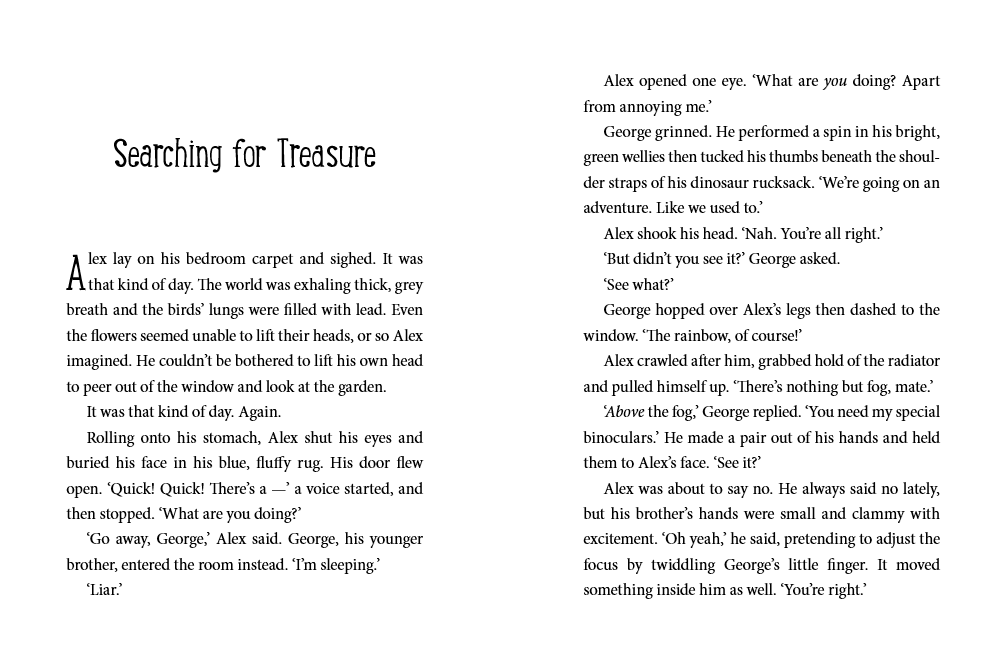 Searching for Treasure
Alex lay on his bedroom carpet and sighed. It was
that kind of day. The world was exhaling thick, grey
breath and the birds’ lungs were filled with lead. Even
the flowers seemed unable to lift their heads, or so Alex
imagined. He couldn’t be bothered to lift his own head
to peer out of the window and look at the garden.
It was that kind of day. Again.
Rolling onto his stomach, Alex shut his eyes and
buried his face in his blue, fluffy rug. His door flew
open. ‘Quick! Quick! There’s a —’ a voice started, and
then stopped. ‘What are you doing?’
‘Go away, George,’ Alex said. George, his younger
brother, entered the room instead. ‘I’m sleeping.’
‘Liar.’
Alex opened one eye. ‘What are you doing? Apart
from annoying me.’
George grinned. He performed a spin in his bright,
green wellies then tucked his thumbs beneath the shoul-
der straps of his dinosaur rucksack. ‘We’re going on an
adventure. Like we used to.’
Alex shook his head. ‘Nah. You’re all right.’
‘But didn’t you see it?’ George asked.
‘See what?’
George hopped over Alex’s legs then dashed to the
window. ‘The rainbow, of course!’
Alex crawled after him, grabbed hold of the radiator
and pulled himself up. ‘There’s nothing but fog, mate.’
‘Above the fog,’ George replied. ‘You need my special
binoculars.’ He made a pair out of his hands and held
them to Alex’s face. ‘See it?’
Alex was about to say no. He always said no lately,
but his brother’s hands were small and clammy with
excitement. ‘Oh yeah,’ he said, pretending to adjust the
focus by twiddling George’s little finger. It moved
something inside him as well. ‘You’re right.’